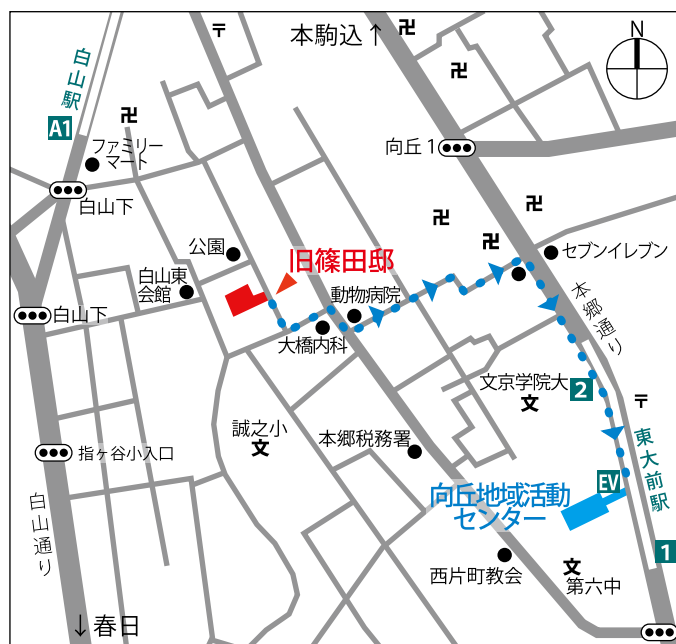 本駒込↑
N
白山駅
A1
ファミリー
マート
向丘1
白山下
公園
旧篠田邸
セブンイレブン
白山東
会館
動物病院
白山下
大橋内科
本郷通り
文京学院大
2
文
誠之小
文
本郷税務署
指ヶ谷小入口
東大前駅
EV
向丘地域活動
センター
白山通り
1
西片町教会
文
第六中
↓春日